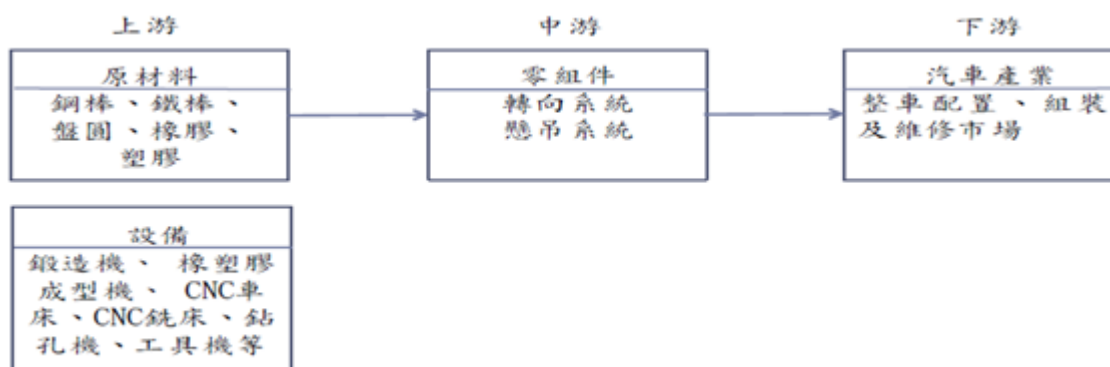 上游
中游
下游
原材料
鋼棒、鐵棒、
盤圓、橡膠、
塑膠
零組件
轉向系統
懸吊系統
汽車產業
整車配置、組裝
及維修市場
設備
鍛造機、 橡塑膠
成型機、 CNC車
床、CNC銑床、鉆
孔機、工具機等